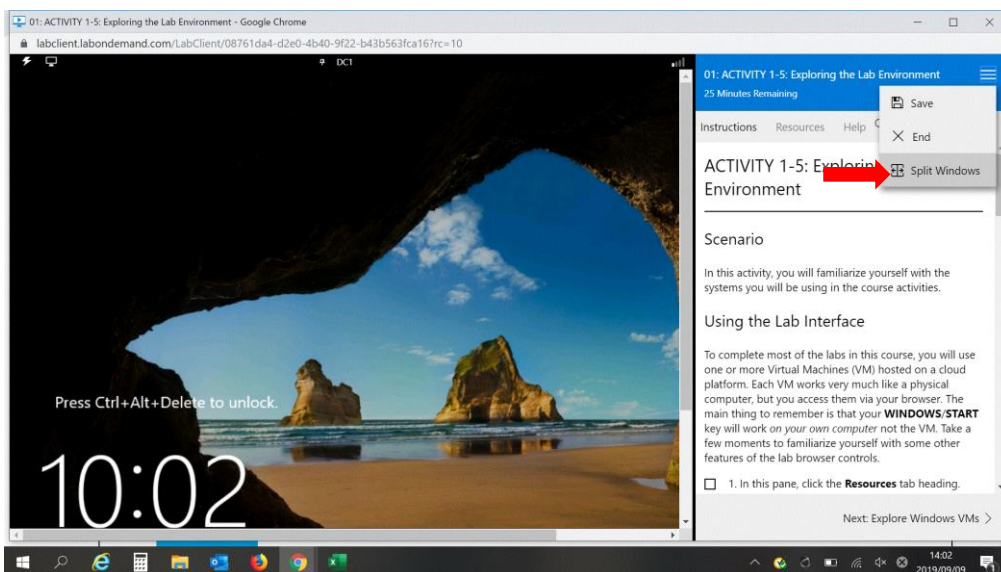 01: ACTIVITY 1-5: Exploring the Lab Environment - Google Chrome
labclient.labondemand.com/LabClient/08761da4-d2e0-4b40-9f22-b43b563fca16?rc=10
DC1
Press Ctrl+Alt+Delete to unlock.
10:02
01: ACTIVITY 1-5: Exploring the Lab Environment
25 Minutes Remaining
Save
End
Split Windows
Instructions Resources Help
ACTIVITY 1-5: Exploring
Environment
Scenario
In this activity, you will familiarize yourself with the
systems you will be using in the course activities.
Using the Lab Interface
To complete most of the labs in this course, you will use
one or more Virtual Machines (VM) hosted on a cloud
platform. Each VM works very much like a physical
computer, but you access them via your browser. The
main thing to remember is that your WINDOWS/START
key will work on your own computer not the VM. Take a
few moments to familiarize yourself with some other
features of the lab browser controls.
1. In this pane, click the Resources tab heading.
Next: Explore Windows VMs >
14:02
2019/09/09